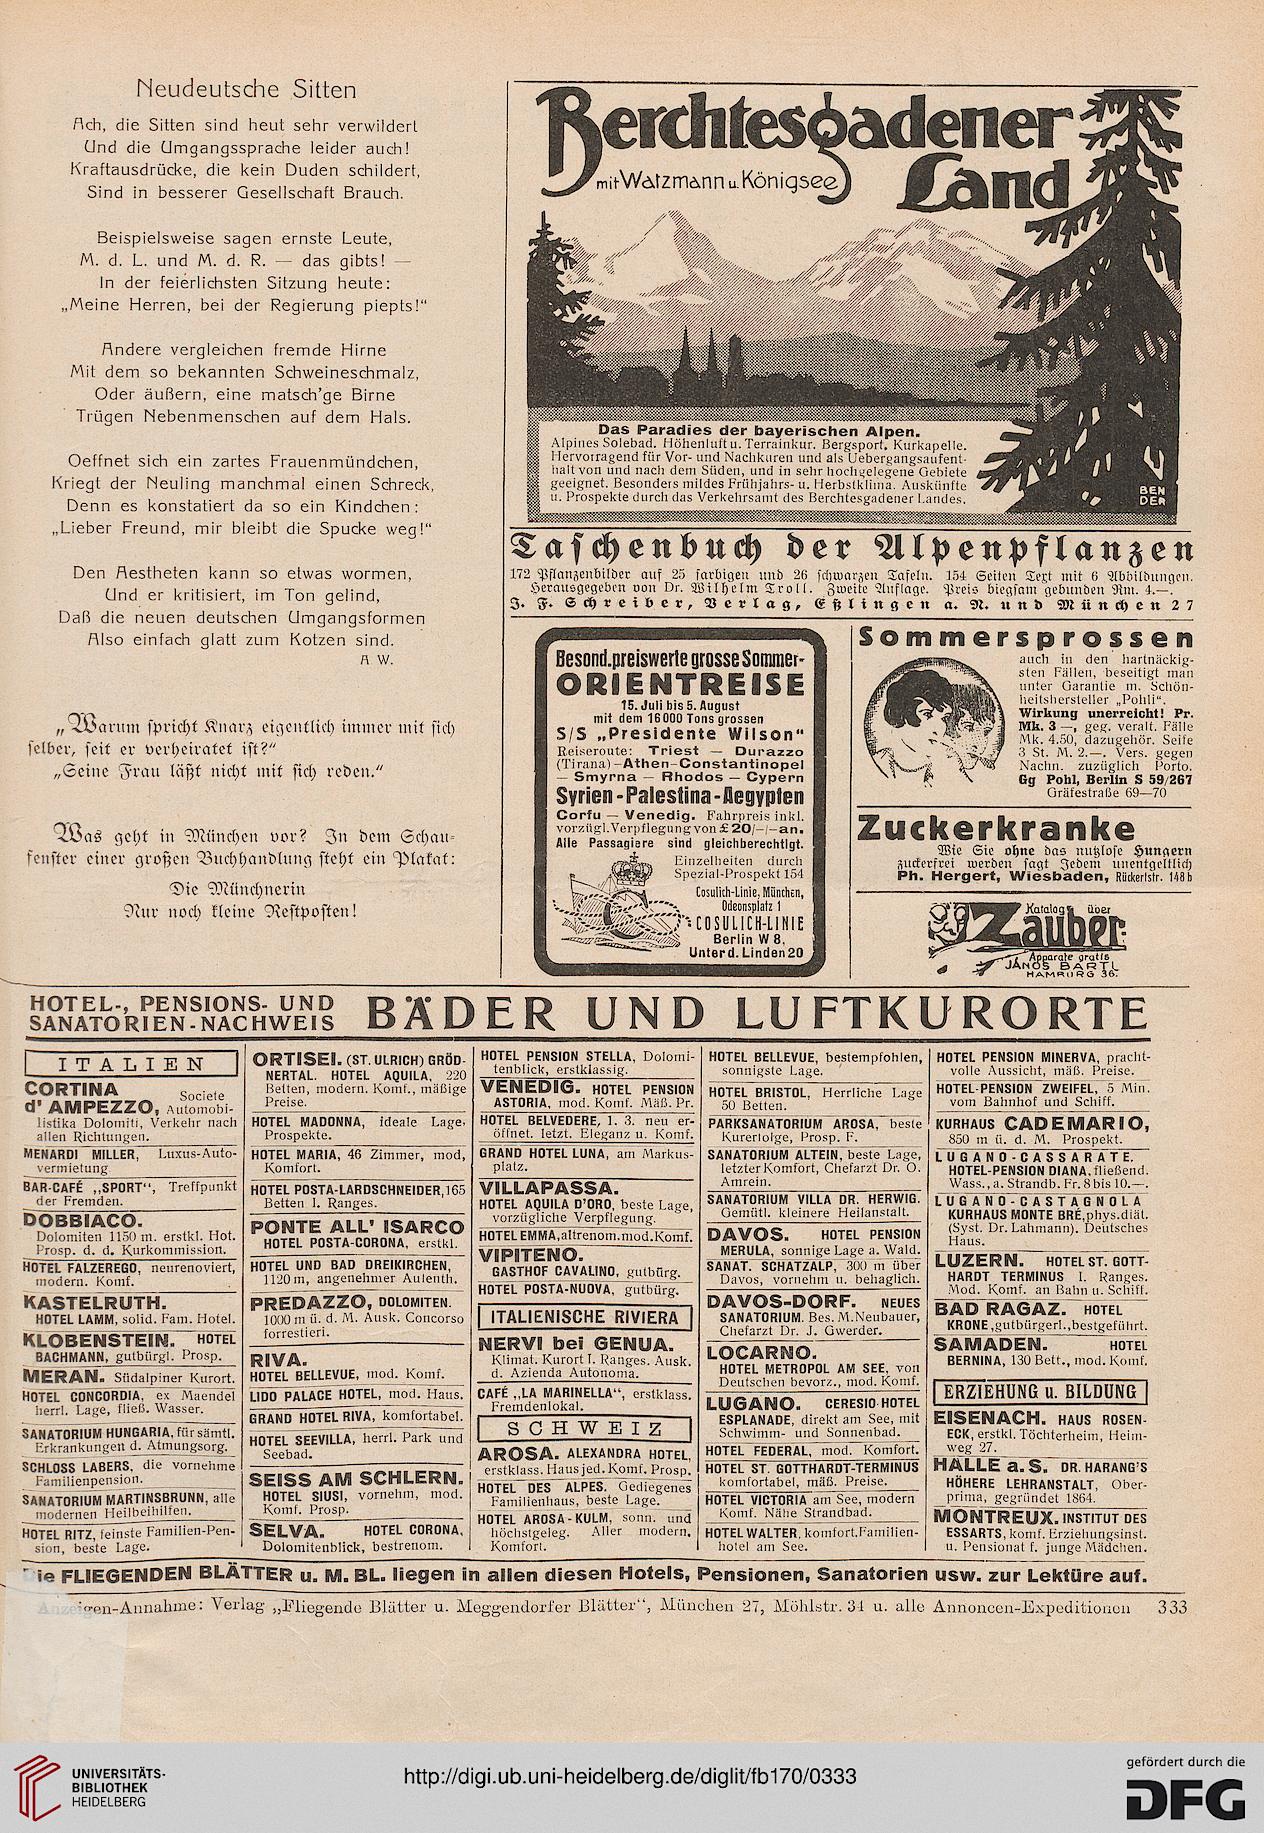 Neudeutsche Sitten
Ach, die Sitten sind heut sehr verwildert
Und die Umgangssprache leider auch!
Kraftausdrücke, die kein Duden schildert,
Sind in besserer Gesellschaft Brauch.
Beispielsweise sagen ernste Leute,
M. d. L. und M. d. R. — das gibts! —
In der feierlichsten Sitzung heute:
„Meine Herren, bei der Regierung piepts!“
Andere vergleichen fremde Hirne
Mit dem so bekannten Schweineschmalz,
Oder äußern, eine matsch'ge Birne
Trügen Nebenmenschen auf dem Hals.
Oeffnet sich ein zartes Frauenmündchen,
Kriegt der Neuling manchmal einen Schreck,
Denn es konstatiert da so ein Kindchen:
„Lieber Freund, mir bleibt die Spucke weg!“
Den Aestheten kann so etwas wormen,
Und er kritisiert, im Ton gelind,
Daß die neuen deutschen Umgangsformen
Also einfach glatt zum Kotzen sind.
A W.
„Warum spricht Knarz eigentlich immer mit sich
selber, seit er verheiratet ist?“
„Seine Frau läßt nicht mit sich reden.“
Was geht in München vor? In dem Schau-
fenster einer großen Buchhandlung steht ein Plakat:
Die Münchnerin
Nur noch kleine Restposten!
Berchtesgadener
Land
mit Watzmann u. Königsee
Das Paradies der bayerischen Alpen.
Alpines Solebad. Höhenluft u. Terrainkur. Bergsport. Kurkapelle.
Hervorragend für Vor- und Nachkuren und als Uebergangsaufent-
halt von und nach dem Süden, und in sehr hochgelegene Gebiete
geeignet. Besonders mildes Frühjahrs- u. Herbstklima. Auskünfte
u. Prospekte durch das Verkehrsamt des Berchtesgadener Landes.
BEN
DER
Taschenbuch der Alpenpflanzen
172 Pflanzenbilder auf 25 farbigen und 26 schwarzen Tafeln. 154 Seiten Text mit 6 Abbildungen.
Herausgegeben von Dr. Wilhelm Troll. Zweite Auflage. Preis biegsam gebunden Rm. 4.—.
J. F. Schreiber, Verlag, Eßlingen a. N. und München 27
Besond. preiswerte grosse Sommer-
ORIENTREISE
15. Juli bis 5. August
mit dem 16000 Tons grossen
S/S „Presidente Wilson“
Reiseroute: Triest — Durazzo
(Tirana) - Athen - Constantinopel
— Smyrna — Rhodos — Cypern
Syrien - Palestina - Aegypten
Corfu — Venedig. Fahrpreis inkl.
vorzügl. Verpflegung von £ 20/-/- an.
Alle Passagiere sind gleichberechtigt.
Einzelheiten durch
Spezial-Prospekt 154
Cosulich-Linie, München,
Odeonsplatz 1
COSULICH-LINIE
Berlin W 8,
Unter d. Linden 20
Sommersprossen
auch in den hartnäckig-
sten Fällen, beseitigt man
unter Garantie m. Schön-
heitshersteller „Pohli“.
Wirkung unerreicht! Pr.
Mk. 3 —, geg. veralt. Fälle
Mk. 4.50, dazugehör. Seife
3 St. M. 2.—. Vers. gegen
Nachn. zuzüglich Porto.
Gg Pohl, Berlin S 59/267
Gräfestraße 69—70
Zuckerkranke
Wie Sie ohne das nutzlose Hungern
zuckerfrei werden sagt Jedem unentgeltlich
Ph. Hergert, Wiesbaden, Rückertstr. 148 b
Katalog über
Zauber-
Apparate gratis
JÁNOS BARTL
HAMBURG 36.
HOTEL-, PENSIONS- UND
SANATORIEN-NACHWEIS
BÄDER UND LUFTKURORTE
ITALIEN
CORTINA Societe
d' AMPEZZO, Automobi-
listika Dolomiti, Verkehr nach
allen Richtungen.
MENARDI MILLER, Luxus-Auto-
vermietung
BAR-CAFÉ „SPORT“, Treffpunkt
der Fremden.
DOBBIACO.
Dolomiten 1150 m. erstkl. Hot.
Prosp. d. d. Kurkommission.
HOTEL FALZEREGO, neurenoviert,
modern. Komf.
KASTELRUTH.
HOTEL LAMM, solid. Fam. Hotel.
KLOBENSTEIN. HOTEL
BACHMANN, gutbürgl. Prosp.
MERAN. Südalpiner Kurort.
HOTEL CONCORDIA, ex Maendel
herrl. Lage, fließ. Wasser.
SANATORIUM HUNGARIA, für sämtl.
Erkrankungen d. Atmungsorg.
SCHLOSS LABERS, die vornehme
Familienpension.
SANATORIUM MARTINSBRUNN, alle
modernen Heilbeihilfen.
HOTEL RITZ, feinste Familien-Pen-
sion, beste Lage.
ORTISEI. (ST. ULRICH) GRÖD-
NERTAL. HOTEL AQUILA, 220
Betten, modern. Komf., mäßige
Preise.
HOTEL MADONNA, ideale Lage,
Prospekte.
HOTEL MARIA, 46 Zimmer, mod,
Komfort.
HOTEL POSTA-LARDSCHNEIDER, 165
Betten I. Ranges.
PONTE ALL' ISARCO
HOTEL POSTA-CORONA, erstkl.
HOTEL UND BAD DREIKIRCHEN,
1120 m, angenehmer Aufenth.
PREDAZZO, DOLOMITEN.
1000 m ü. d. M. Ausk. Concorso
forrestieri.
RIVA.
HOTEL BELLEVUE, mod. Komf.
LIDO PALACE HOTEL, mod. Haus.
GRAND HOTEL RIVA, komfortabel.
HOTEL SEEVILLA, herrl. Park und
Seebad.
SEISS AM SCHLERN.
HOTEL SIUSI, vornehm, mod.
Komf. Prosp.
SELVA. HOTEL CORONA,
Dolomitenblick, bestrenom.
HOTEL PENSION STELLA, Dolomi-
tenblick, erstklassig.
VENEDIG. HOTEL PENSION
ASTORIA, mod. Komf. Mäß. Pr.
HOTEL BELVEDERE, 1. 3. neu er-
öffnet. letzt. Eleganz u. Komf.
GRAND HOTEL LUNA, am Markus-
platz.
VILLAPASSA.
HOTEL AQUILA D'ORO, beste Lage,
vorzügliche Verpflegung.
HOTEL EMMA, altrenom. mod. Komf.
VIPITENO.
GASTHOF CAVALINO, gutbürg.
HOTEL POSTA-NUOVA, gutbürg.
ITALIENISCHE RIVIERA
NERVI bei GENUA.
Klimat. Kurort I. Ranges. Ausk.
d. Azienda Autonoma.
CAFÉ „LA MARINELLA“, erstklass.
Fremdenlokal.
SCHWEIZ
AROSA. ALEXANDRA HOTEL,
erstklass. Haus jed. Komf. Prosp.
HOTEL DES ALPES. Gediegenes
Familienhaus, beste Lage.
HOTEL AROSA-KULM, sonn. und
höchstgeleg. Aller modern.
Komfort.
HOTEL BELLEVUE, bestempfohlen,
sonnigste Lage.
HOTEL BRISTOL, Herrliche Lage
50 Betten.
PARKSANATORIUM AROSA, beste
Kurerfolge, Prosp. F.
SANATORIUM ALTEIN, beste Lage,
letzter Komfort, Chefarzt Dr. O.
Amrein.
SANATORIUM VILLA DR. HERWIG.
Gemütl. kleinere Heilanstalt.
DAVOS. HOTEL PENSION
MERULA, sonnige Lage a. Wald.
SANAT. SCHATZALP, 300 m über
Davos, vornehm u. behaglich.
DAVOS-DORF. NEUES
SANATORIUM. Bes. M. Neubauer,
Chefarzt Dr. J. Gwerder.
LOCARNO.
HOTEL METROPOL AM SEE, von
Deutschen bevorz., mod. Komf.
LUGANO. CERESIO-HOTEL
ESPLANADE, direkt am See, mit
Schwimm- und Sonnenbad.
HOTEL FEDERAL, mod. Komfort.
HOTEL ST. GOTTHARDT-TERMINUS
komfortabel, mäß. Preise.
HOTEL VICTORIA am See, modern
Komf. Nähe Strandbad.
HOTEL WALTER, komfort. Familien-
hotel am See.
HOTEL PENSION MINERVA, pracht-
volle Aussicht, mäß. Preise.
HOTEL-PENSION ZWEIFEL, 5 Min.
vom Bahnhof und Schiff.
KURHAUS CADEMARIO,
850 m ü. d. M. Prospekt.
LUGANO-CASSARATE.
HOTEL-PENSION DIANA, fließend.
Wass., a. Strandb. Fr. 8 bis 10.—.
LUGANO-CASTAGNOLA
KURHAUS MONTE BRÉ, phys. diät.
(Syst. Dr. Lahmann). Deutsches
Haus.
LUZERN. HOTEL ST. GOTT-
HARDT TERMINUS I. Ranges.
Mod. Komf. an Bahn u. Schiff.
BAD RAGAZ. HOTEL
KRONE, gutbürgerl., bestgeführt.
SAMADEN. HOTEL
BERNINA, 130 Bett., mod. Komf.
ERZIEHUNG u. BILDUNG
EISENACH. HAUS ROSEN-
ECK, erstkl. Töchterheim, Heim-
weg 27.
HALLE a. S. DR. HARANG'S
HÖHERE LEHRANSTALT, Ober-
prima, gegründet 1864.
MONTREUX. INSTITUT DES
ESSARTS, komf. Erziehungsinst.
u. Pensionat f. junge Mädchen.
Die FLIEGENDEN BLÄTTER u. M. BL. liegen in allen diesen Hotels, Pensionen, Sanatorien usw. zur Lektüre auf.
Anzeigen-Annahme: Verlag „Fliegende Blätter u. Meggendorfer Blätter“, München 27, Möhlstr. 34 u. alle Annoncen-Expeditionen 333
UNIVERSITÄTS-
BIBLIOTHEK
HEIDELBERG
http://digi.ub.uni-heidelberg.de/diglit/fb170/0333
gefördert durch die
DFG